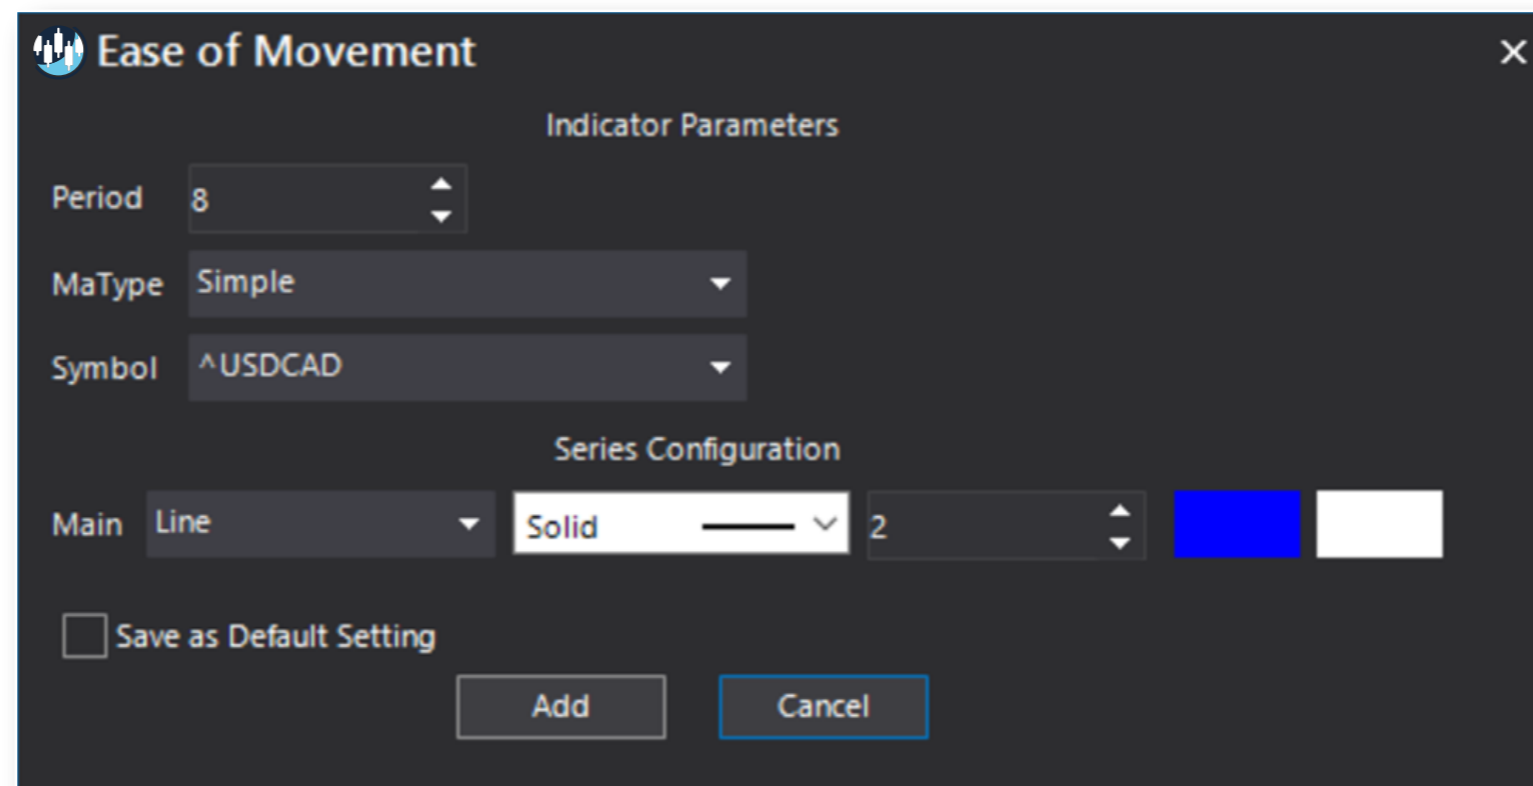 Ease of Movement
Indicator Parameters
Period 8
MaType Simple
Symbol ^USDCAD
Series Configuration
Main Line Solid 2
Save as Default Setting
Add Cancel